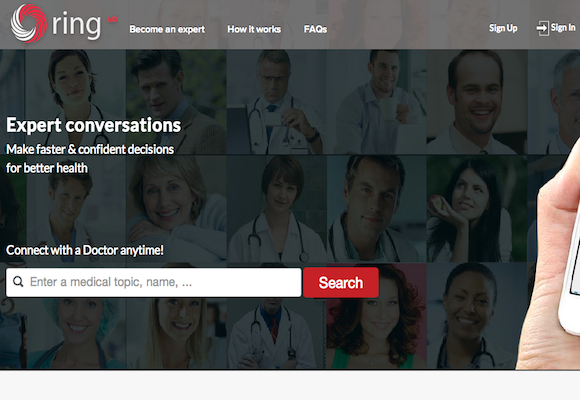 ring
Become an expert
How it works
FAQs
Sign Up
Sign In
Expert conversations
Make faster & confident decisions
for better health
Connect with a Doctor anytime!
Enter a medical topic, name, ...
Search